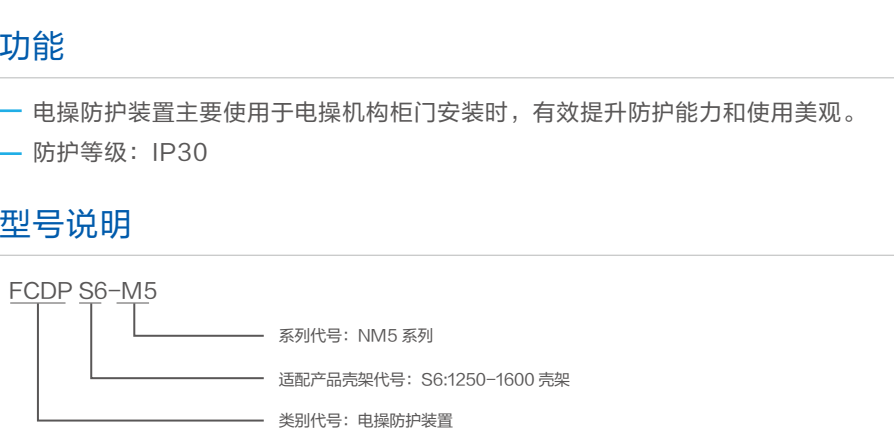 功能
电操防护装置主要使用于电操机构柜门安装时，有效提升防护能力和使用美观。
防护等级：IP30
型号说明
FCDP S6-M5
系列代号：NM5 系列
适配产品壳架代号：S6:1250-1600 壳架
类别代号：电操防护装置